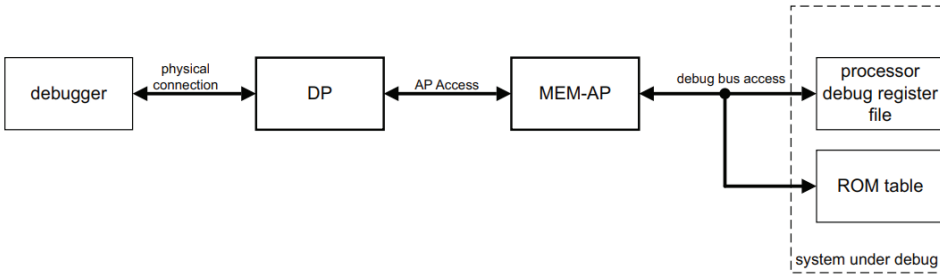 physical
connection
debugger
DP
AP Access
MEM-AP
debug bus access
processor
debug register
file
ROM table
system under debug